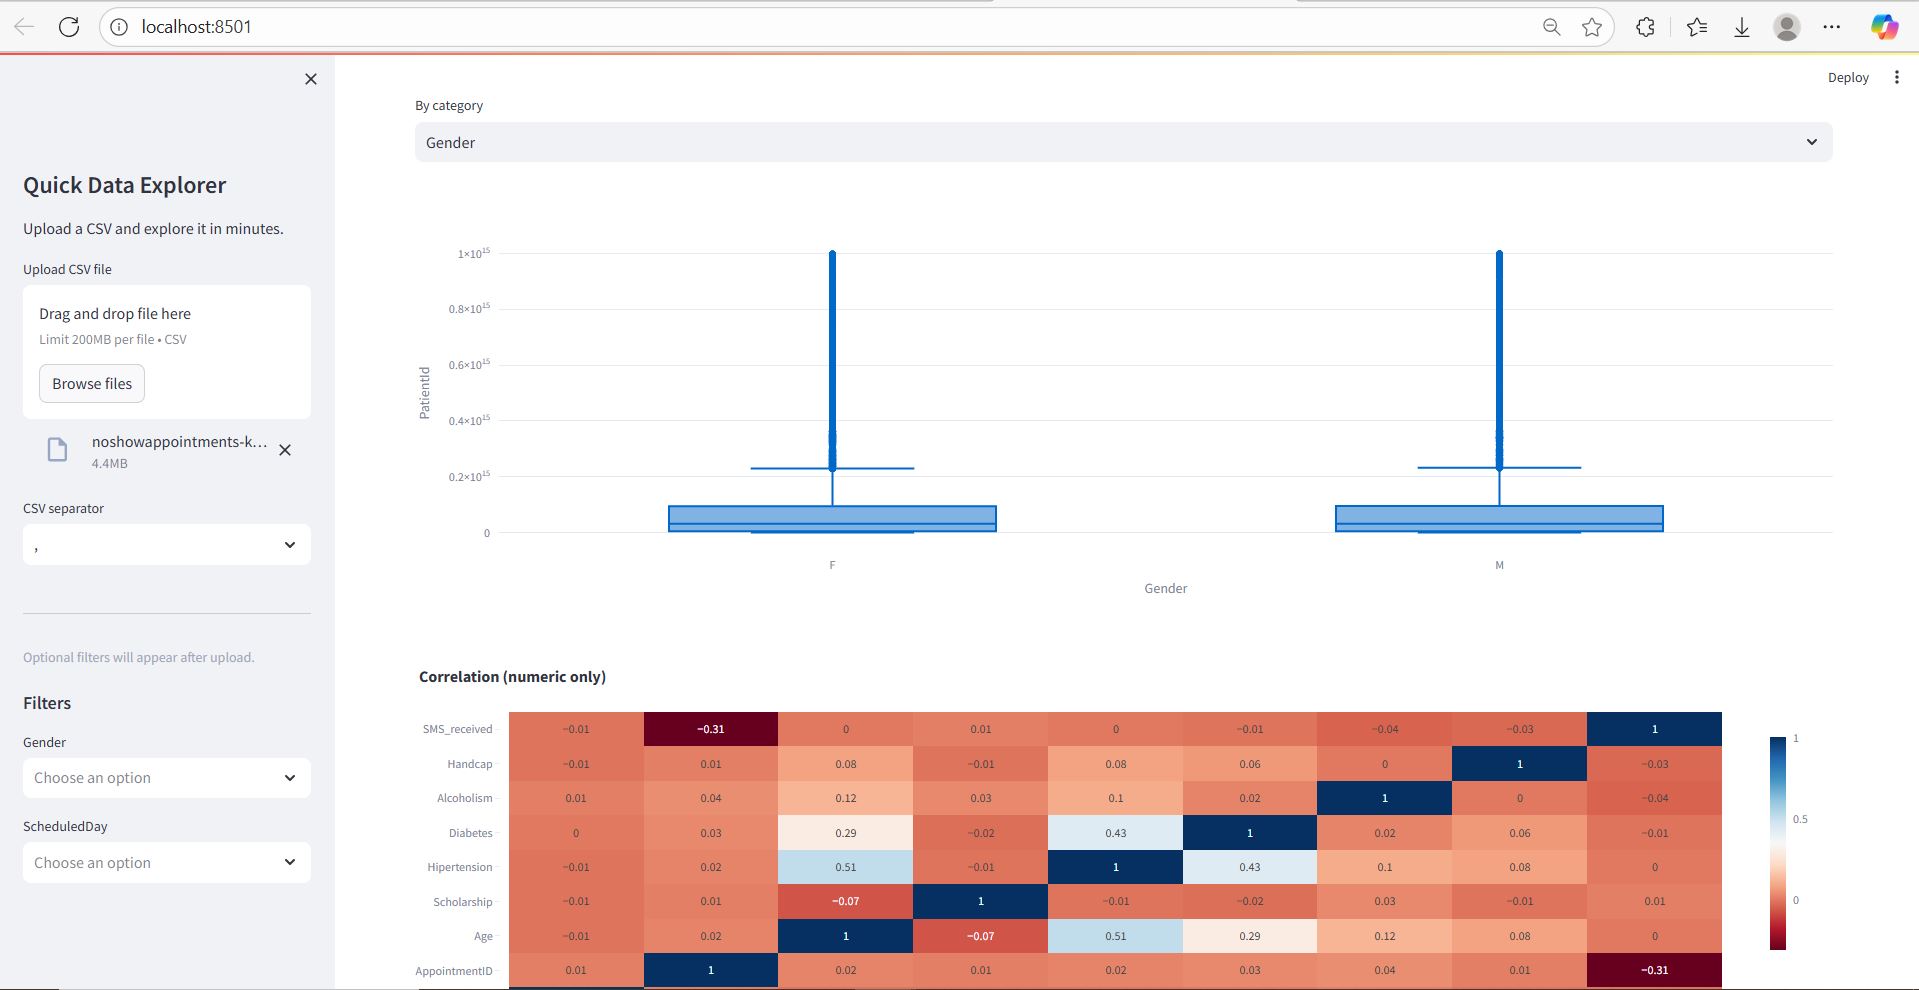 localhost:8501
Deploy
Quick Data Explorer
Upload a CSV and explore it in minutes.
Upload CSV file
Drag and drop file here
Limit 200MB per file • CSV
Browse files
noshowappointments-k...
4.4MB
CSV separator
,
Optional filters will appear after upload.
Filters
Gender
Choose an option
ScheduledDay
Choose an option
By category
Gender
1×10¹⁵
0.8×10¹⁵
0.6×10¹⁵
0.4×10¹⁵
0.2×10¹⁵
0
PatientId
F M
Gender
Correlation (numeric only)
SMS_received −0.01 −0.31 0 0.01 0 −0.01 −0.04 −0.03 1
Handcap −0.01 0.01 0.08 −0.01 0.08 0.06 0 1 −0.03
Alcoholism 0.01 0.04 0.12 0.03 0.1 0.02 1 0 −0.04
Diabetes 0 0.03 0.29 −0.02 0.43 1 0.02 0.06 −0.01
Hipertension −0.01 0.02 0.51 −0.01 1 0.43 0.1 0.08 0
Scholarship −0.01 0.01 −0.07 1 −0.01 −0.02 0.03 −0.01 0.01
Age −0.01 0.02 1 −0.07 0.51 0.29 0.12 0.08 0
AppointmentID 0.01 1 0.02 0.01 0.02 0.03 0.04 0.01 −0.31
1
0.5
0